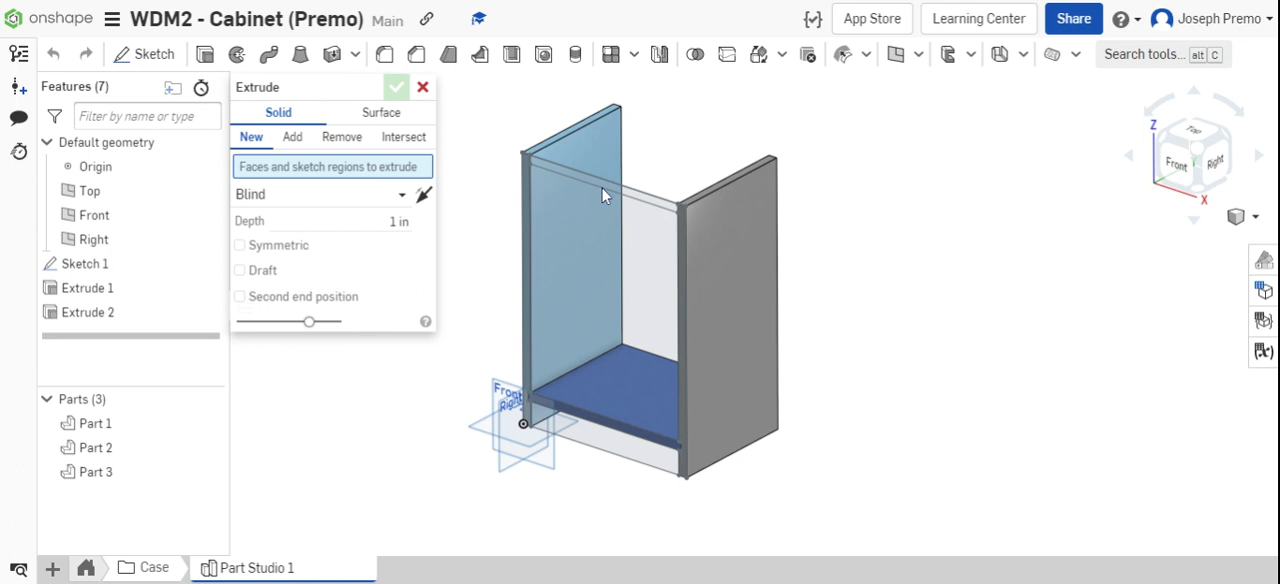 onshape WDM2 - Cabinet (Premo) Main App Store Learning Center Share Joseph Premo
Sketch Search tools... alt C
Features (7)
Filter by name or type
Default geometry
Origin
Top
Front
Right
Sketch 1
Extrude 1
Extrude 2
Parts (3)
Part 1
Part 2
Part 3
Extrude
Solid Surface
New Add Remove Intersect
Faces and sketch regions to extrude
Blind
Depth 1 in
Symmetric
Draft
Second end position
Front
Right
Z
Top
Front Right
X
Case Part Studio 1